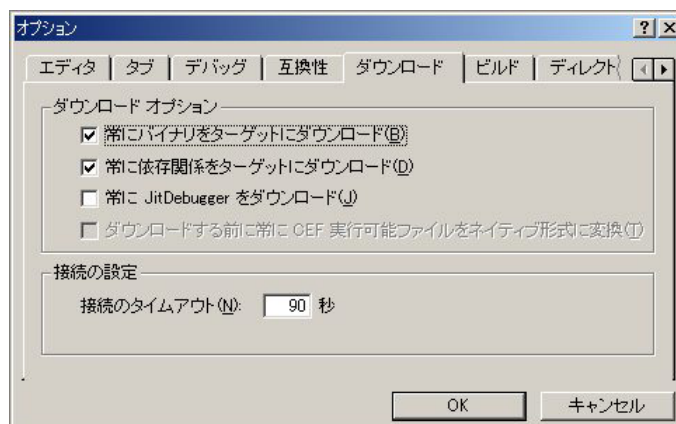 オプション
エディタ タブ デバッグ 互換性 ダウンロード ビルド ディレクト
ダウンロード オプション
常にバイナリをターゲットにダウンロード(B)
常に依存関係をターゲットにダウンロード(D)
常に JitDebugger をダウンロード(J)
ダウンロードする前に常に CEF 実行可能ファイルをネイティブ形式に変換(T)
接続の設定
接続のタイムアウト(N): 90 秒
OK キャンセル